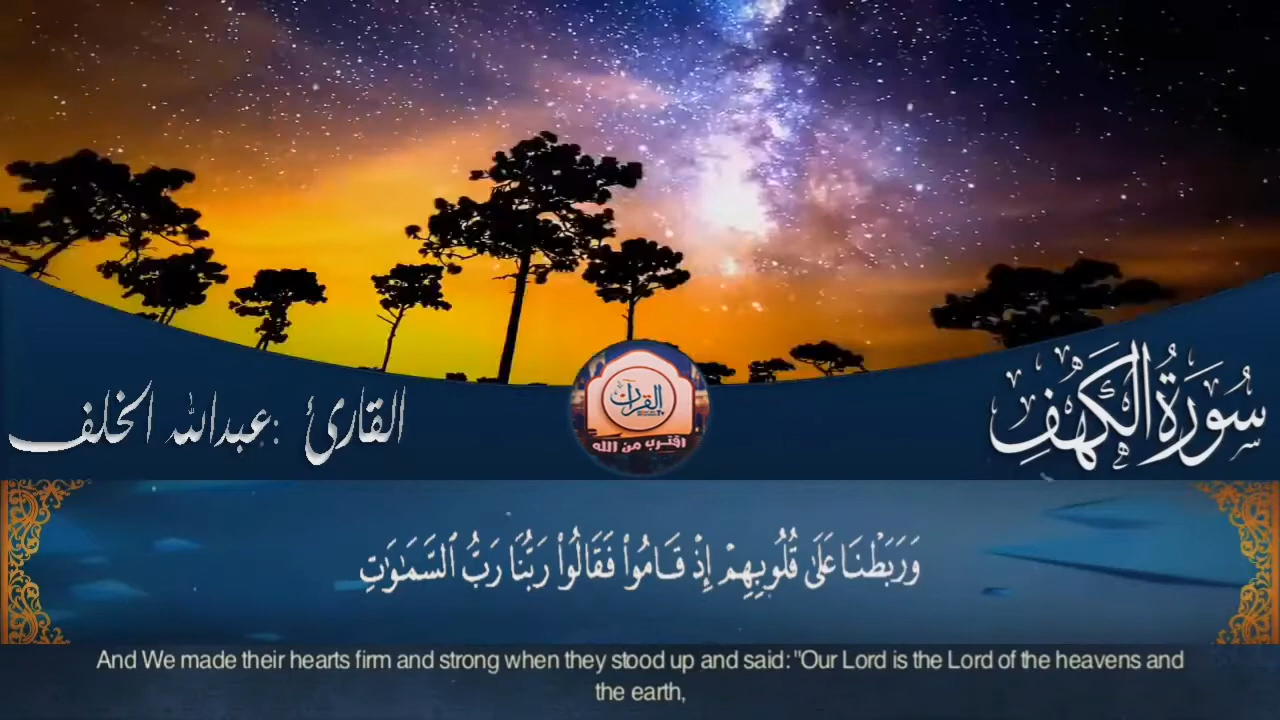 سُورَةُ الكَهْفِ
القارئ :عبدالله الخلف
القرآن
TV
اقترب من الله
وَرَبَطْنَا عَلَىٰ قُلُوبِهِمْ إِذْ قَامُوا۟ فَقَالُوا۟ رَبُّنَا رَبُّ ٱلسَّمَـٰوَٰتِ
And We made their hearts firm and strong when they stood up and said: "Our Lord is the Lord of the heavens and
the earth,